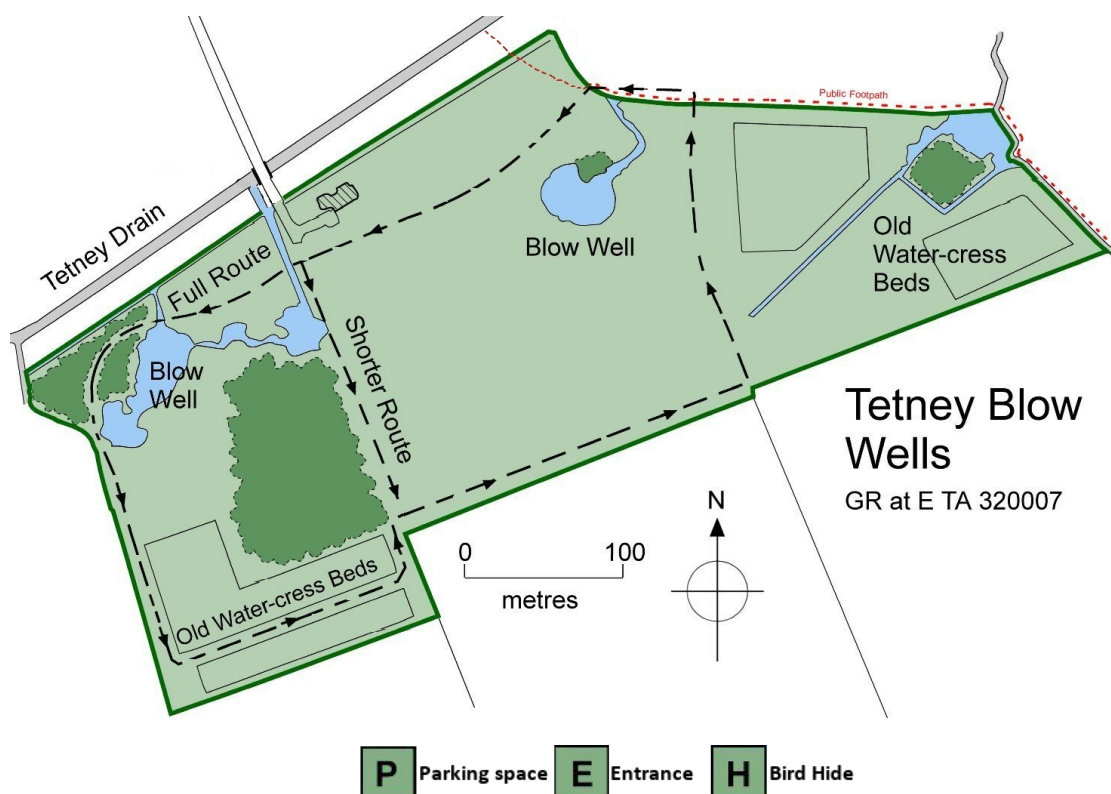 Public Footpath
Tetney Drain
Full Route
Blow Well
Old
Water-cress
Beds
Blow
Well
Shorter Route
Tetney Blow
Wells
GR at E TA 320007
N
0 100
metres
Old Water-cress Beds
P Parking space E Entrance H Bird Hide